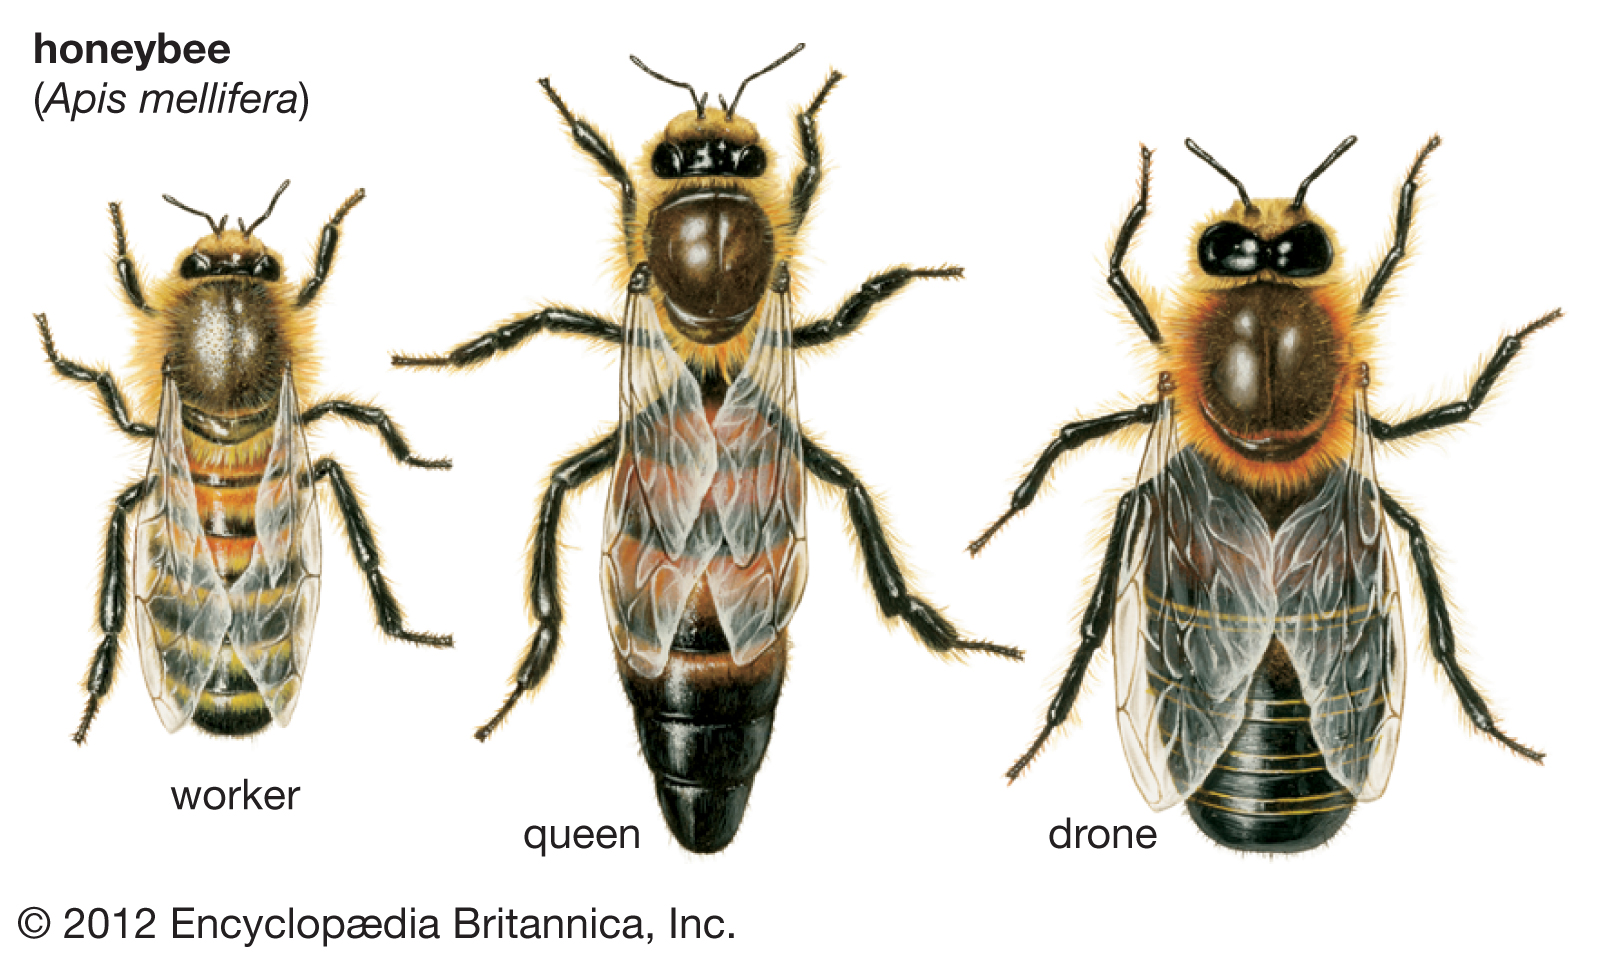 honeybee
(Apis mellifera)
worker
queen
drone
© 2012 Encyclopædia Britannica, Inc.